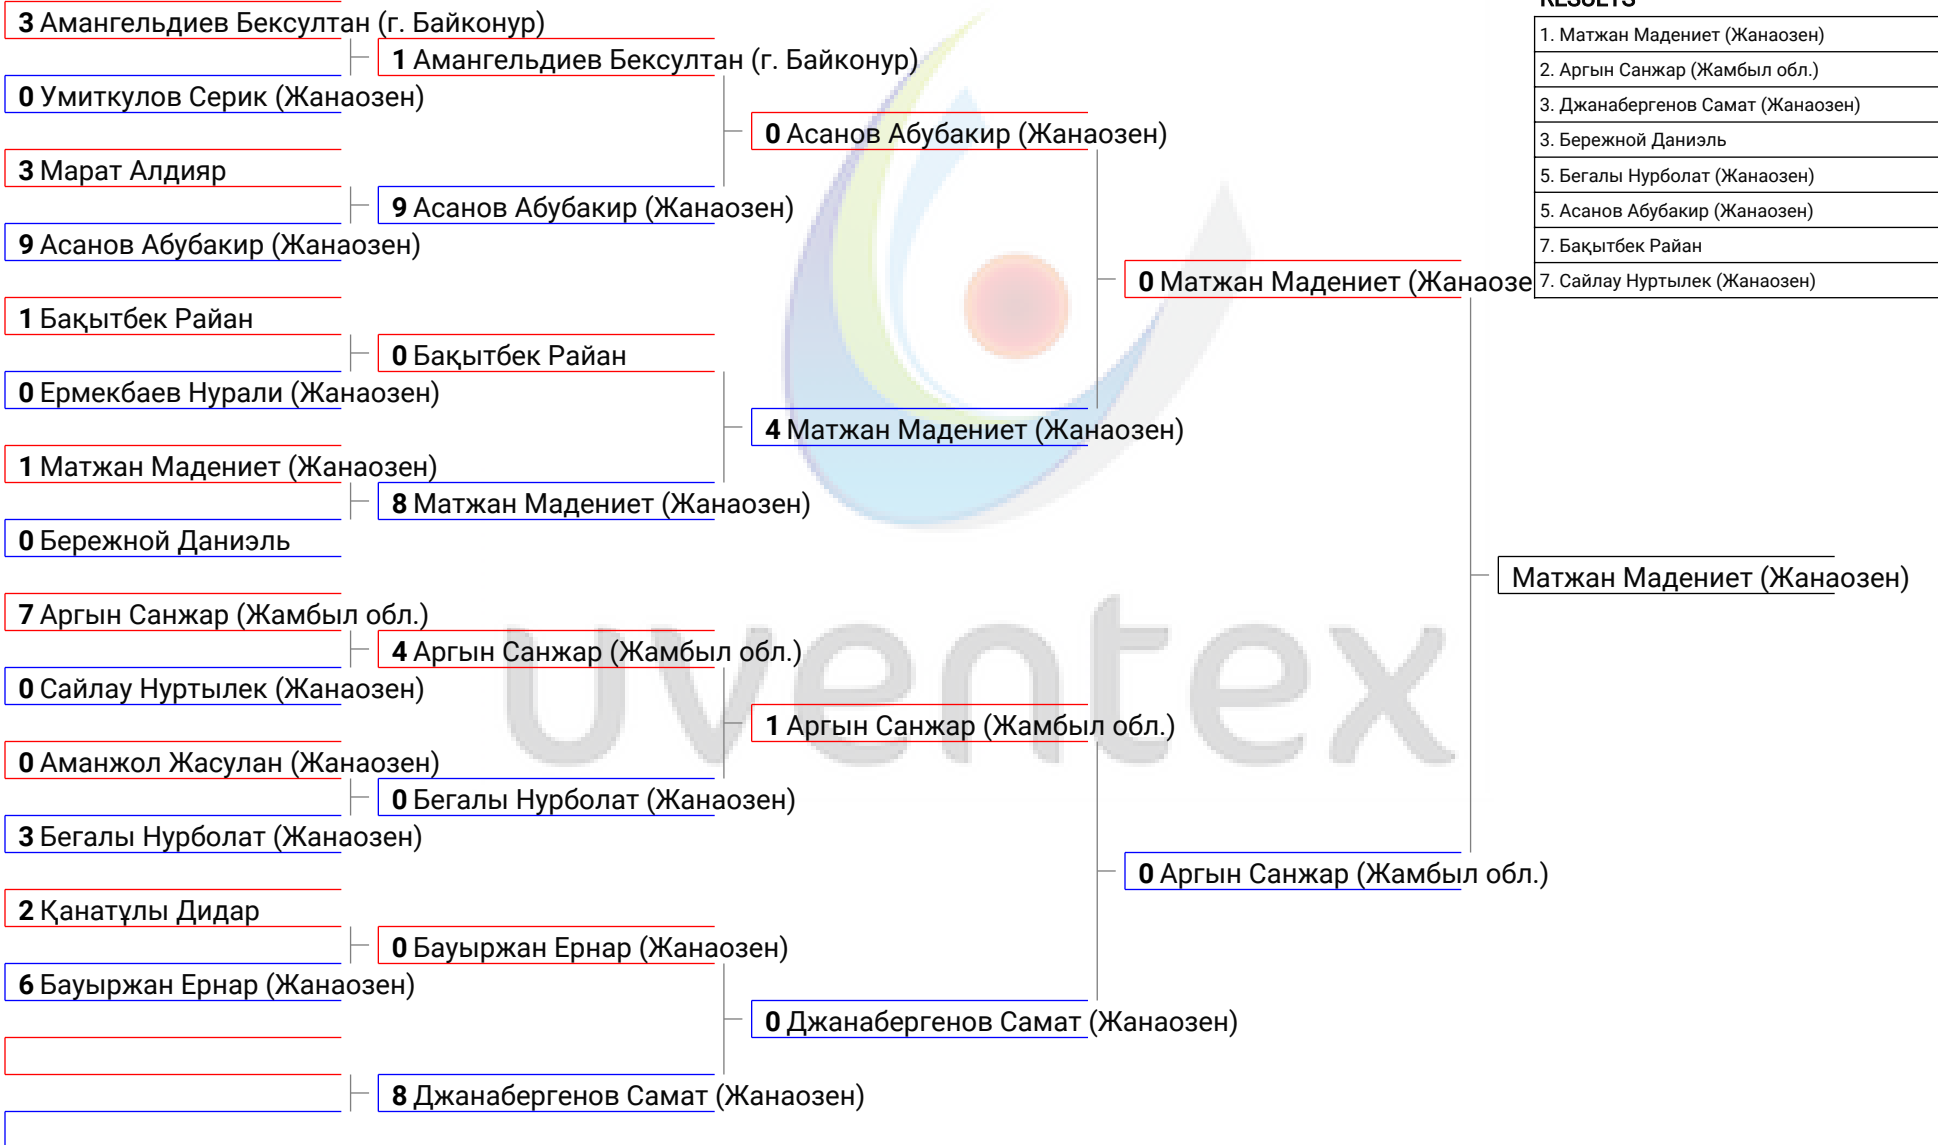 3 Амангельдиев Бексултан (г. Байконур)
0 Умиткулов Серик (Жанаозен)
3 Марат Алдияр
9 Асанов Абубакир (Жанаозен)
1 Бақытбек Райан
0 Ермекбаев Нурали (Жанаозен)
1 Матжан Мадениет (Жанаозен)
0 Бережной Даниэль
7 Аргын Санжар (Жамбыл обл.)
0 Сайлау Нуртылек (Жанаозен)
0 Аманжол Жасулан (Жанаозен)
3 Бегалы Нурболат (Жанаозен)
2 Қанатұлы Дидар
6 Бауыржан Ернар (Жанаозен)
1 Амангельдиев Бексултан (г. Байконур)
9 Асанов Абубакир (Жанаозен)
0 Бақытбек Райан
8 Матжан Мадениет (Жанаозен)
4 Аргын Санжар (Жамбыл обл.)
0 Бегалы Нурболат (Жанаозен)
0 Бауыржан Ернар (Жанаозен)
8 Джанабергенов Самат (Жанаозен)
0 Асанов Абубакир (Жанаозен)
4 Матжан Мадениет (Жанаозен)
1 Аргын Санжар (Жамбыл обл.)
0 Джанабергенов Самат (Жанаозен)
0 Матжан Мадениет (Жанаозе
0 Аргын Санжар (Жамбыл обл.)
Матжан Мадениет (Жанаозен)
RESULTS
1. Матжан Мадениет (Жанаозен)
2. Аргын Санжар (Жамбыл обл.)
3. Джанабергенов Самат (Жанаозен)
3. Бережной Даниэль
5. Бегалы Нурболат (Жанаозен)
5. Асанов Абубакир (Жанаозен)
7. Бақытбек Райан
7. Сайлау Нуртылек (Жанаозен)
uventex